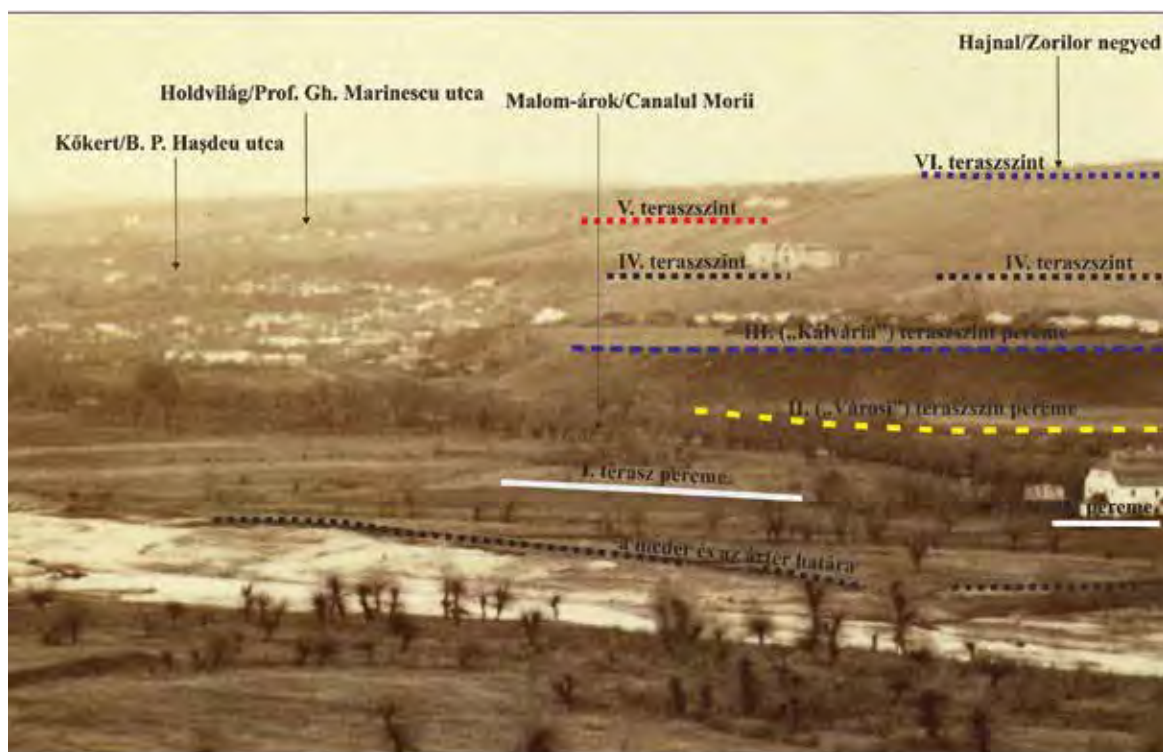 Hajnal/Zorilor negyed
Holdvilág/Prof. Gh. Marinescu utca
Malom-árok/Canalul Morii
Kőkert/B. P. Haşdeu utca
VI. teraszszint
V. teraszszint
IV. teraszszint
IV. teraszszint
III. („Kálvária”) teraszszint pereme
II. („Városi”) teraszszin pereme
I. terasz pereme
pereme
a meder és az ártér határa